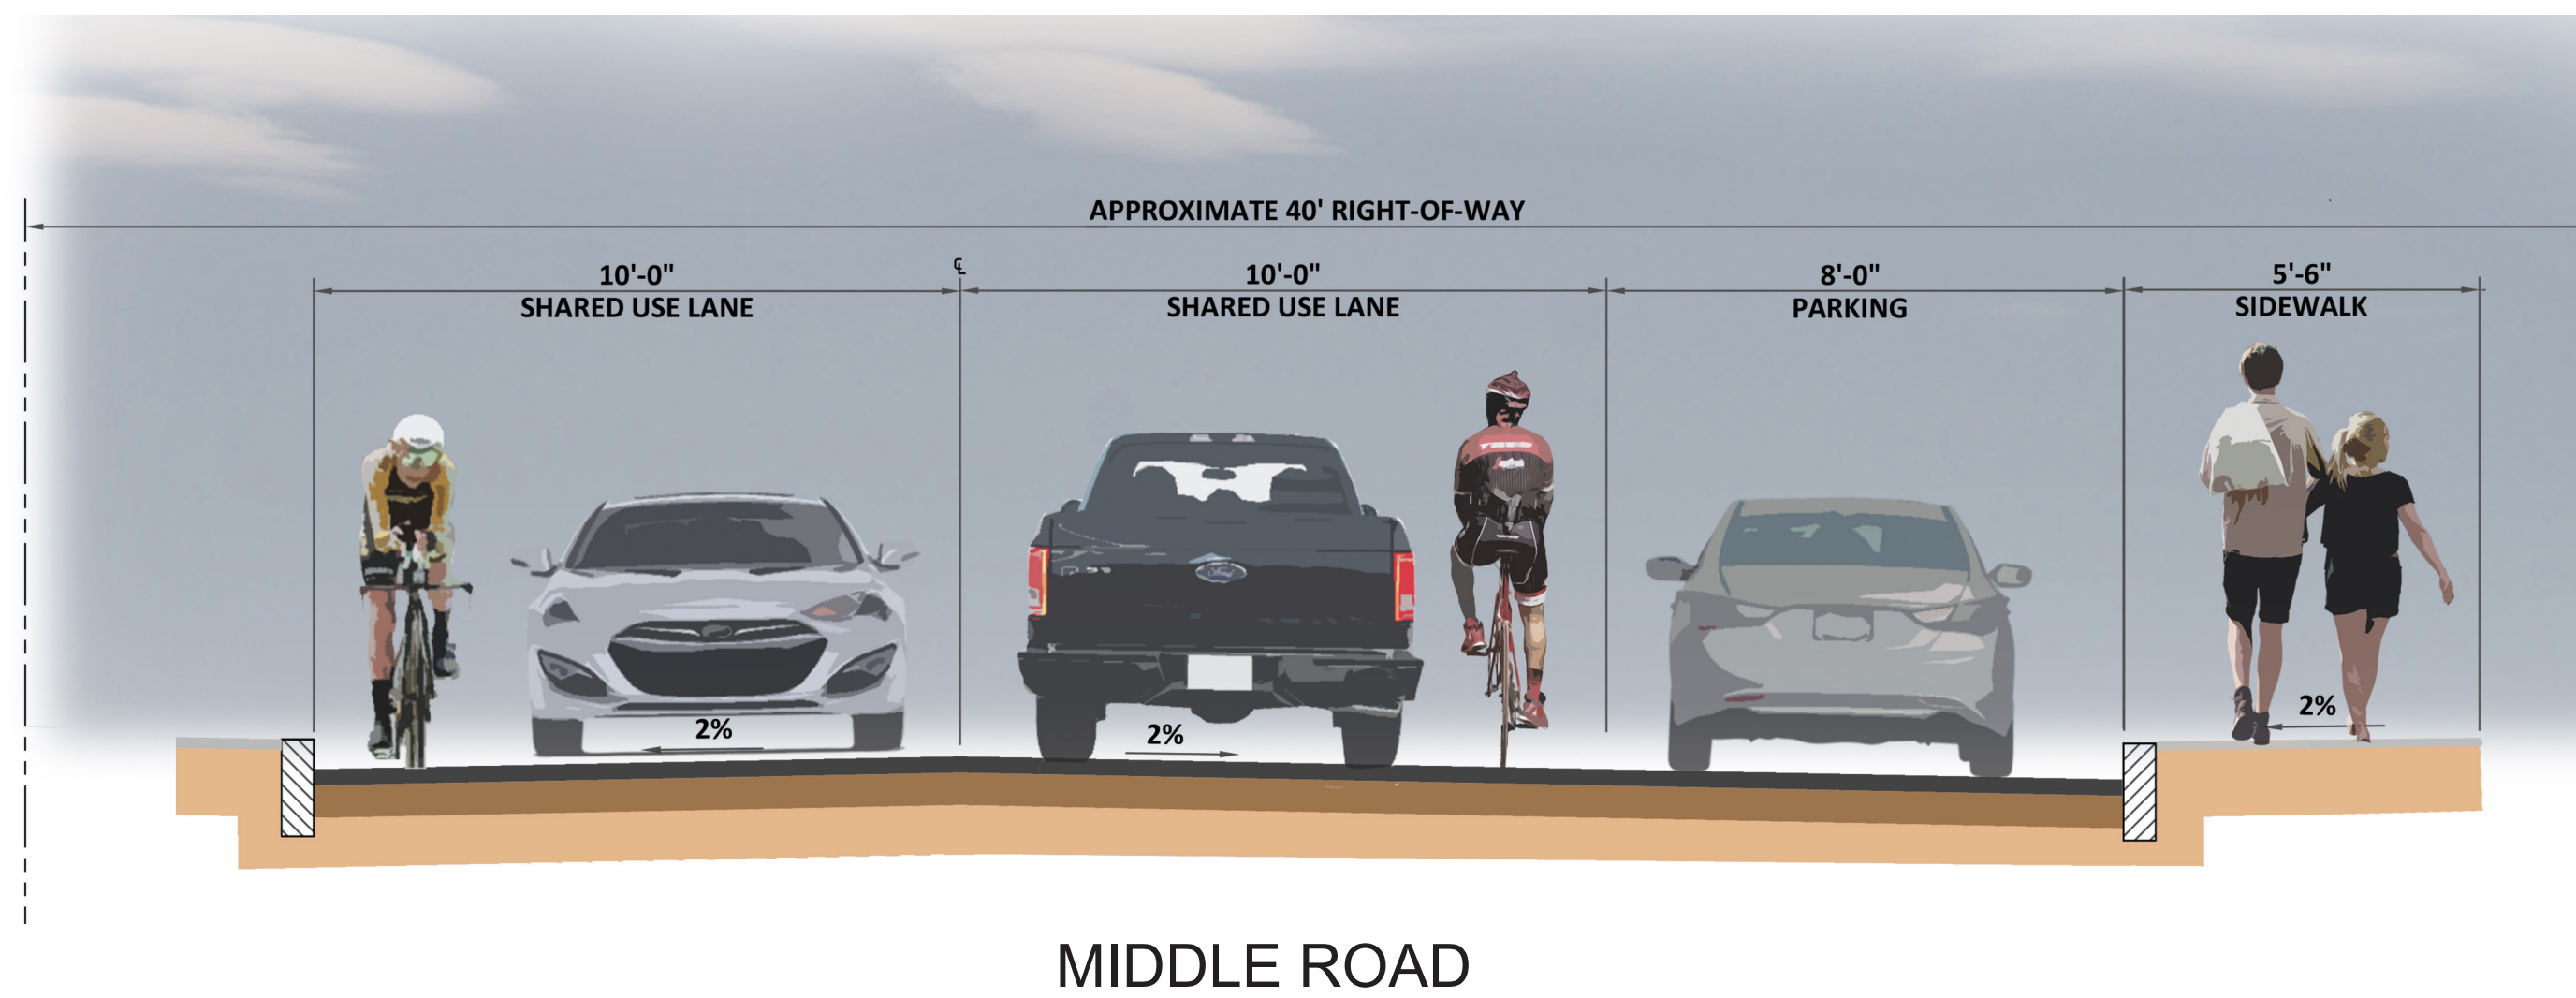 APPROXIMATE 40' RIGHT-OF-WAY
10'-0"
SHARED USE LANE
℄
10'-0"
SHARED USE LANE
8'-0"
PARKING
5'-6"
SIDEWALK
Ford
2%
2%
2%
MIDDLE ROAD